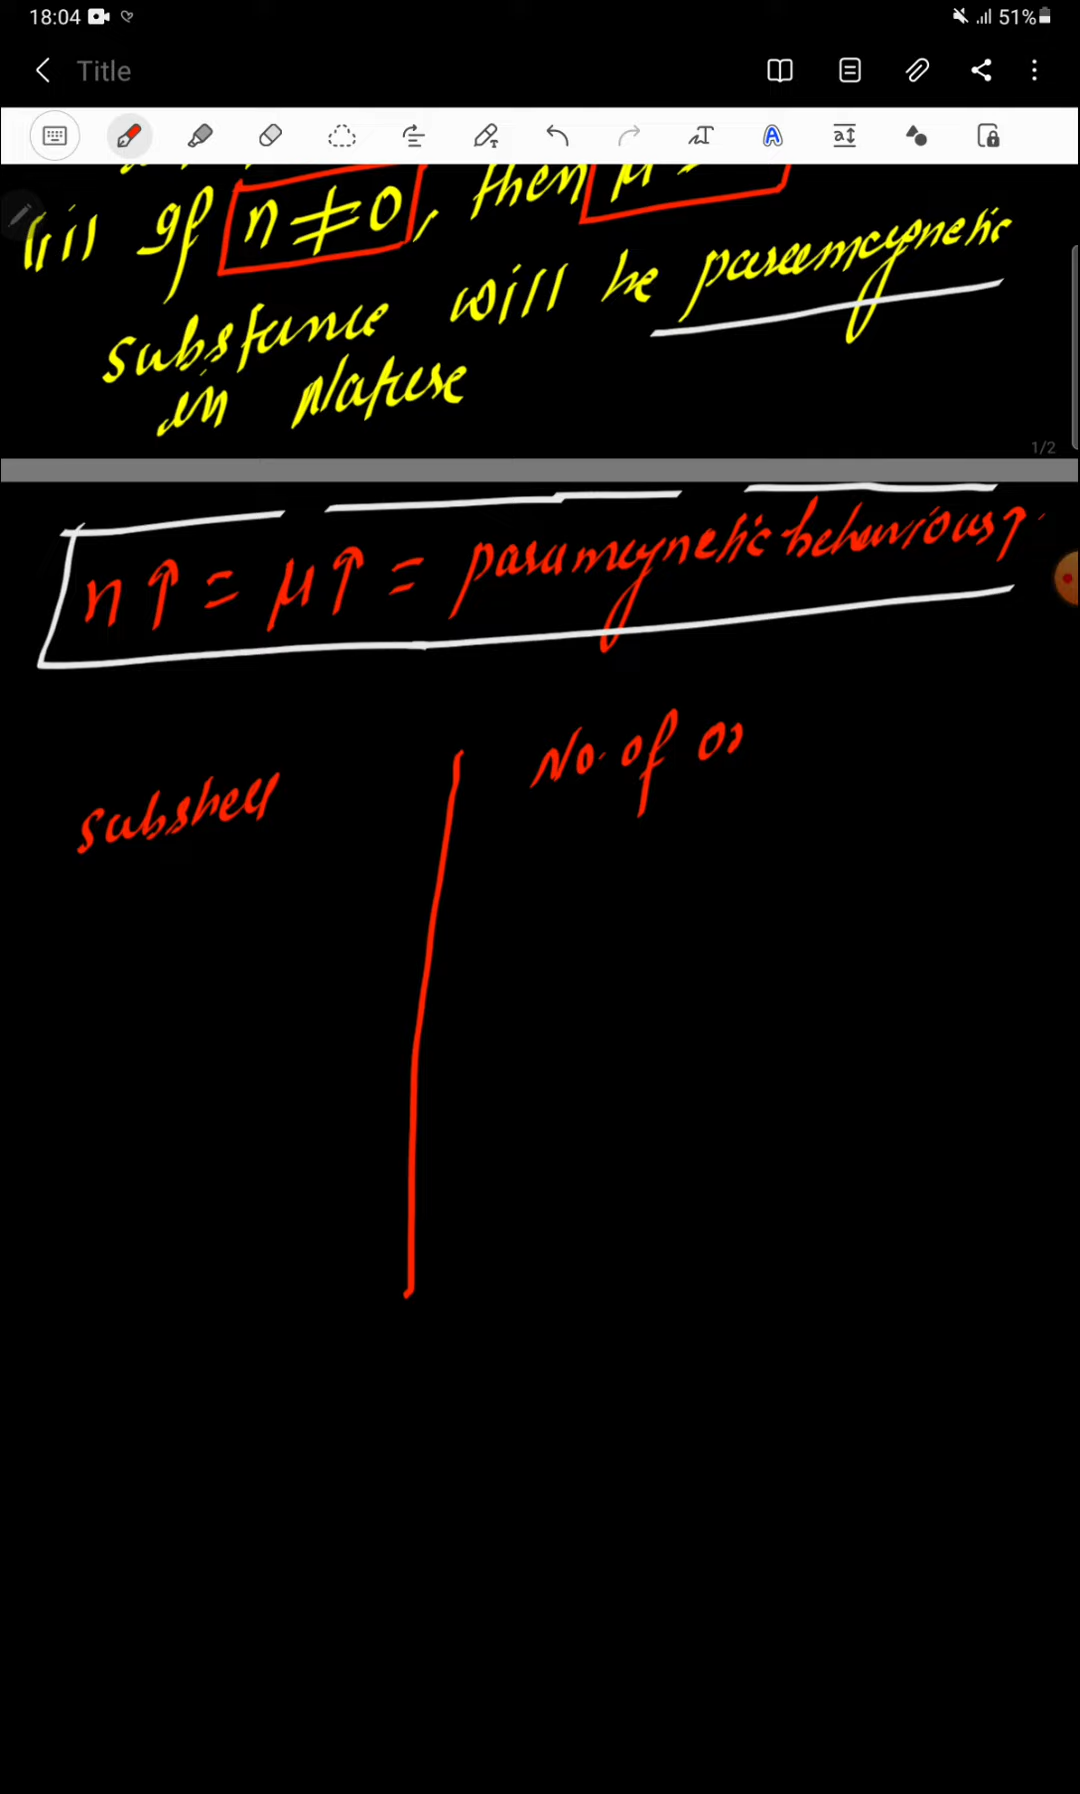 18:04 51%
Title
(ii) If n≠0, then μ
substance will be paramagnetic
in Nature
1/2
n↑ = μ↑ = paramagnetic behaviour↑
subshell No. of or